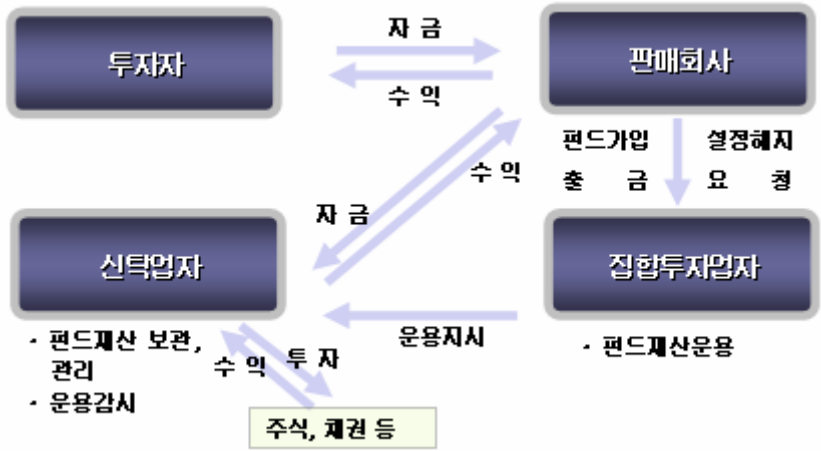 자 금
투자자
판매회사
수 익
펀드가입 설정해지
출 금 요 청
수 익
자 금
신탁업자
집합투자업자
운용지시
· 펀드재산 보관,
관리
· 운용감시
수 익
투 자
· 펀드재산운용
주식, 채권 등